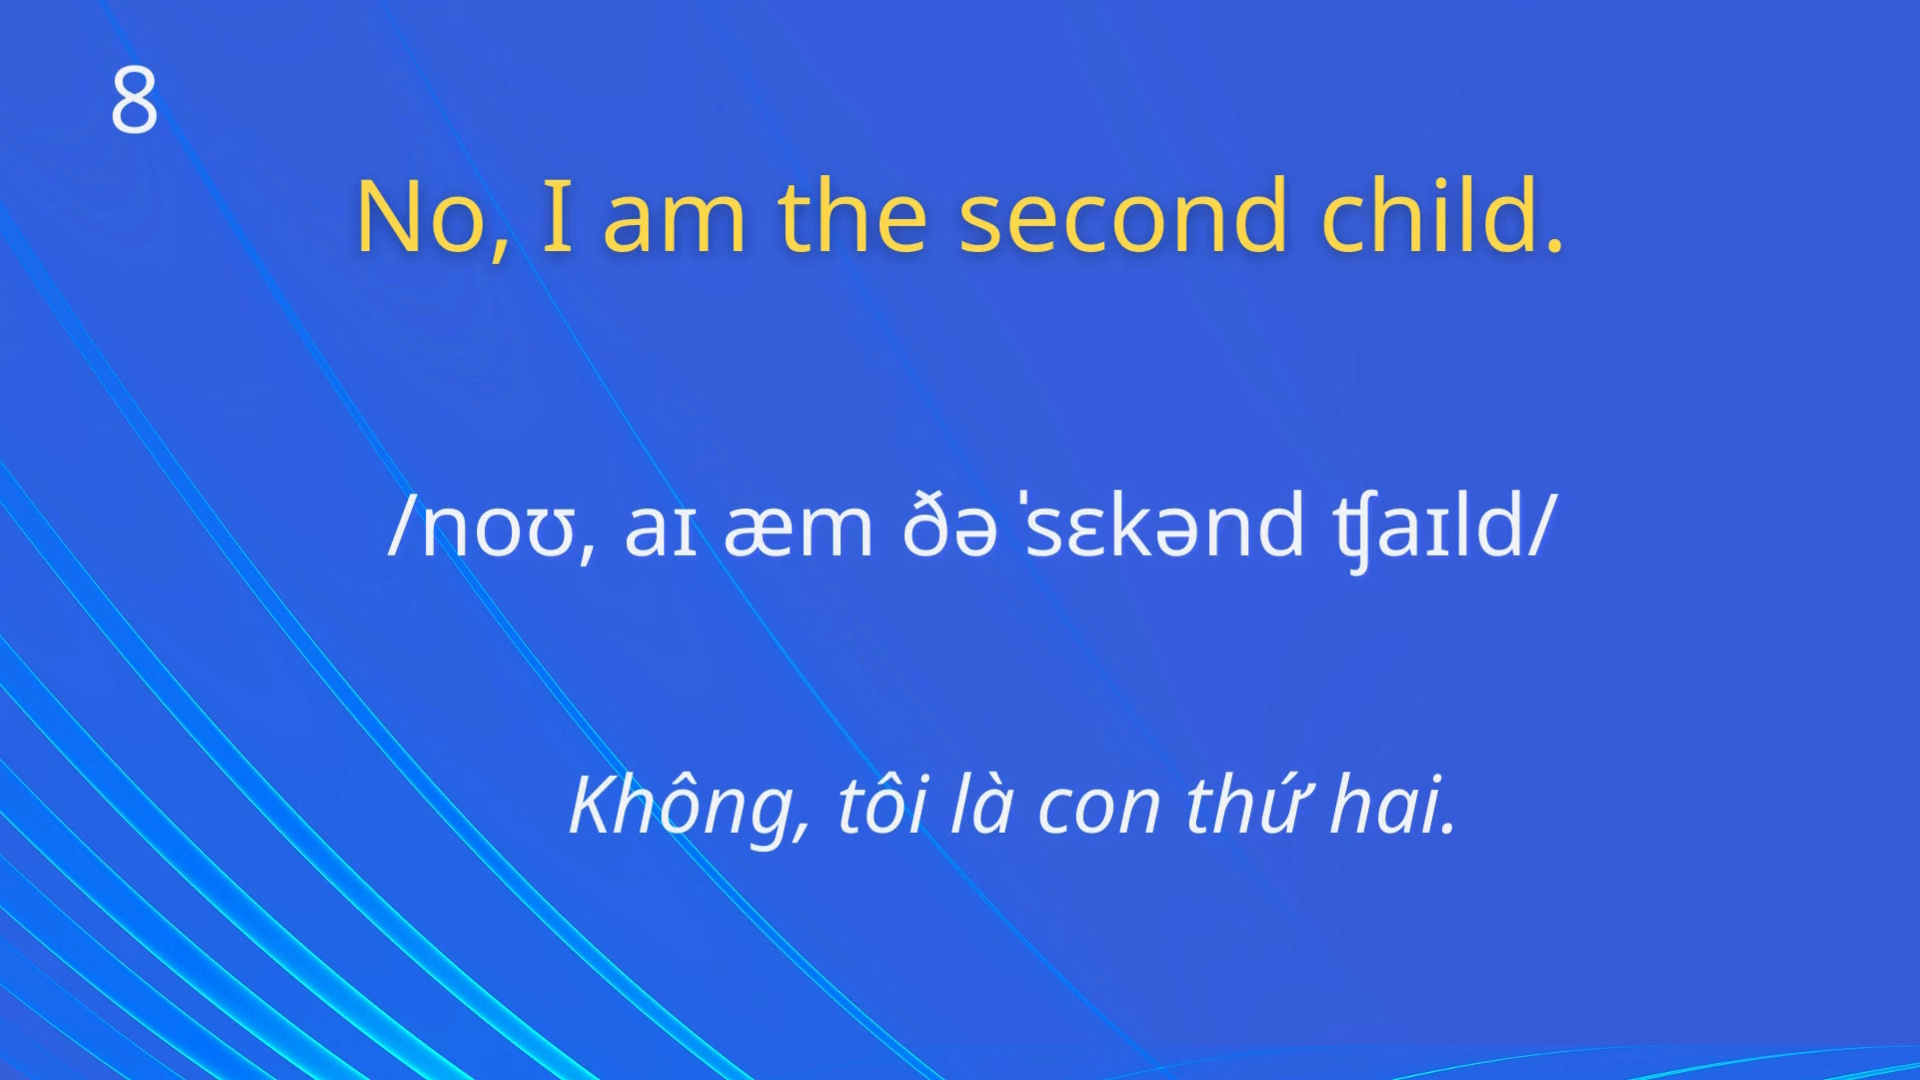 8
No, I am the second child.
/noʊ, aɪ æm ðə ˈsɛkənd ʧaɪld/
Không, tôi là con thứ hai.